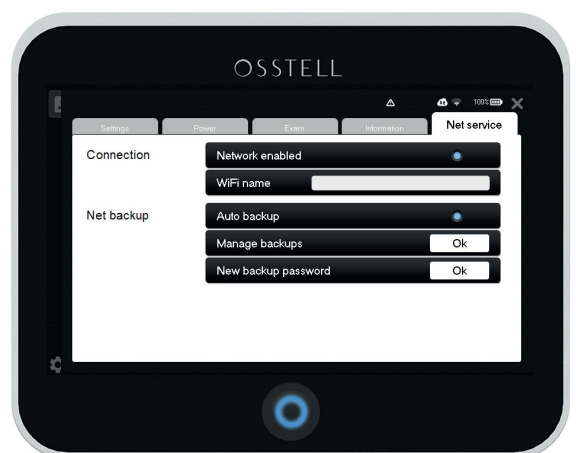 OSSTELL
100%
Settings Power Exam Information Net service
Connection Network enabled
WiFi name
Net backup Auto backup
Manage backups Ok
New backup password Ok